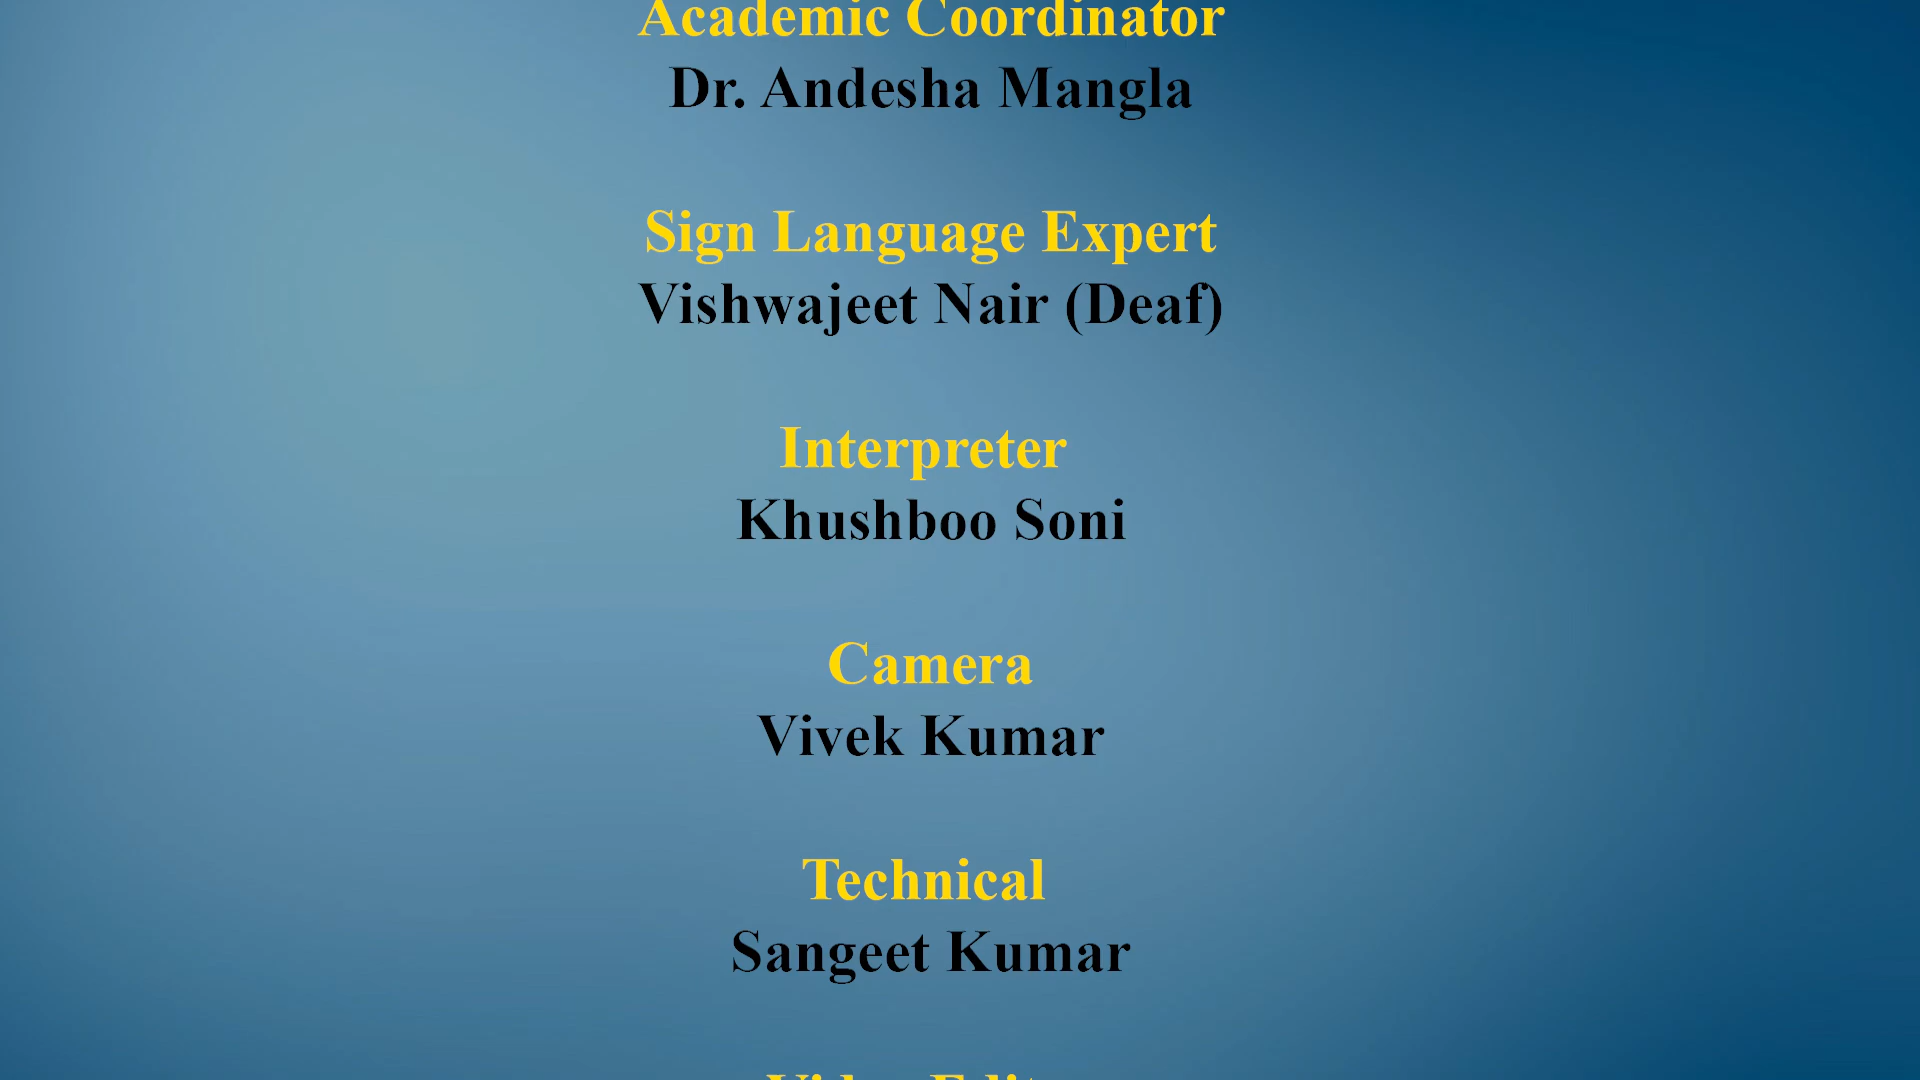 Academic Coordinator
Dr. Andesha Mangla
Sign Language Expert
Vishwajeet Nair (Deaf)
Interpreter
Khushboo Soni
Camera
Vivek Kumar
Technical
Sangeet Kumar